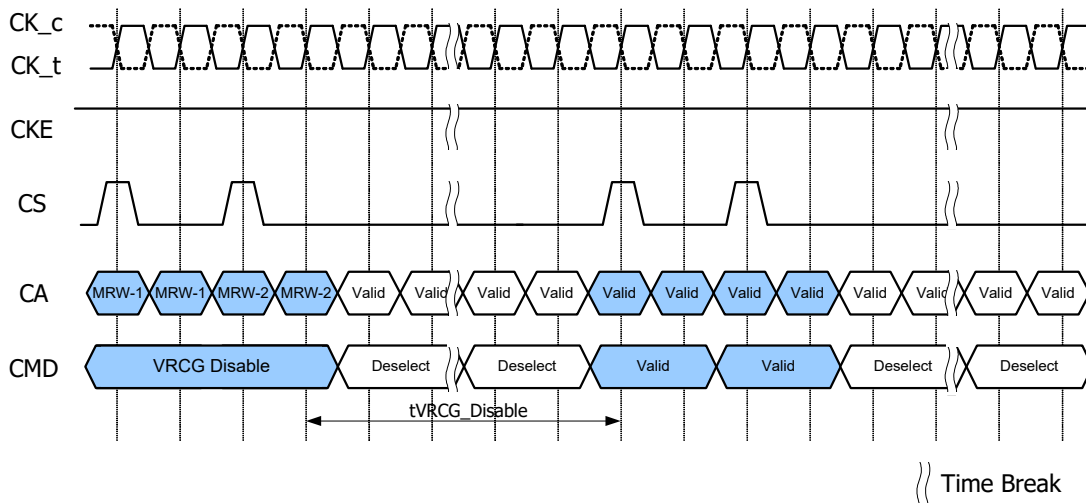 CK_c
CK_t
CKE
CS
CA MRW-1 MRW-1 MRW-2 MRW-2 Valid Valid Valid Valid Valid Valid Valid Valid Valid Valid Valid Valid
CMD VRCG Disable Deselect Deselect Valid Valid Deselect Deselect
tVRCG_Disable
Time Break